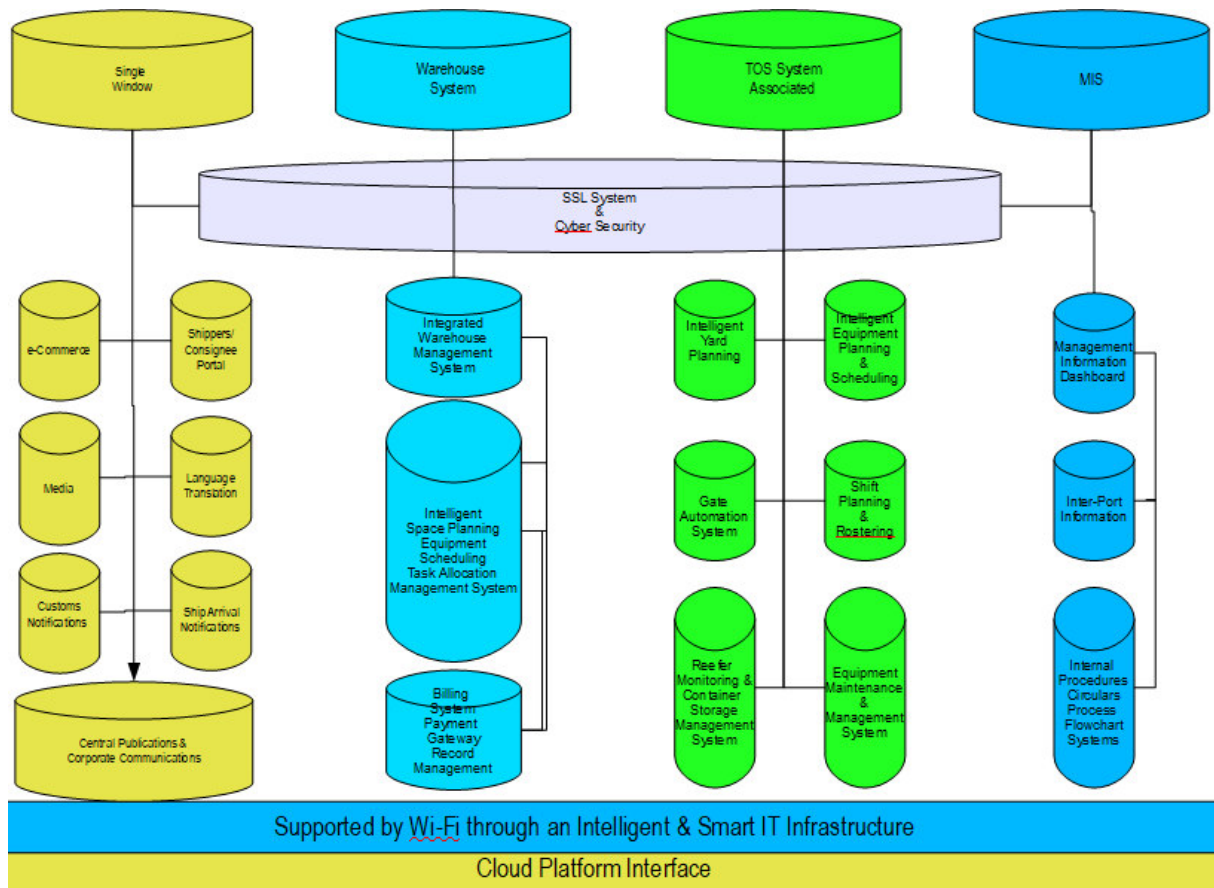 Single
Window
Warehouse
System
TOS System
Associated
MIS
SSL System
&
Cyber Security
e-Commerce
Shippers/
Consignee
Portal
Media
Language
Translation
Customs
Notifications
Ship Arrival
Notifications
Central Publications &
Corporate Communications
Integrated
Warehouse
Management
System
Intelligent
Space Planning
Equipment
Scheduling
Task Allocation
Management System
Billing
System
Payment
Gateway
Record
Management
Intelligent
Yard
Planning
Intelligent
Equipment
Planning
&
Scheduling
Gate
Automation
System
Shift
Planning
&
Rostering
Reefer
Monitoring &
Container
Storage
Management
System
Equipment
Maintenance
&
Management
System
Management
Information
Dashboard
Inter-Port
Information
Internal
Procedures
Circulars
Process
Flowchart
Systems
Supported by Wi-Fi through an Intelligent & Smart IT Infrastructure
Cloud Platform Interface